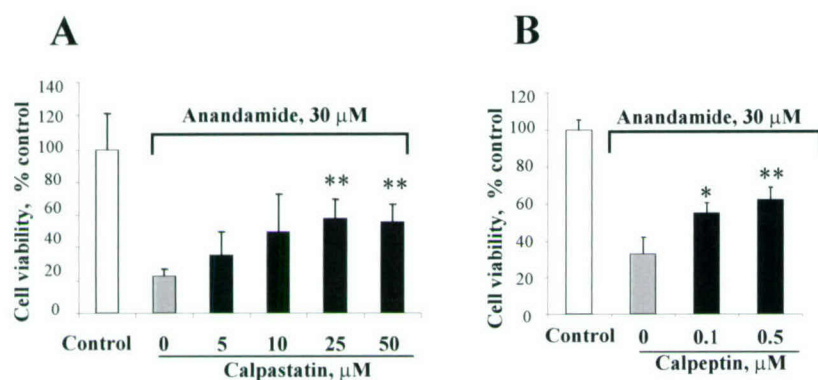 A
Cell viability, % control
140
120
100
80
60
40
20
0
Anandamide, 30 µM
**
**
Control
0
5
10
25
50
Calpastatin, µM
B
Cell viability, % control
120
100
80
60
40
20
0
Anandamide, 30 µM
*
**
Control
0
0.1
0.5
Calpeptin, µM